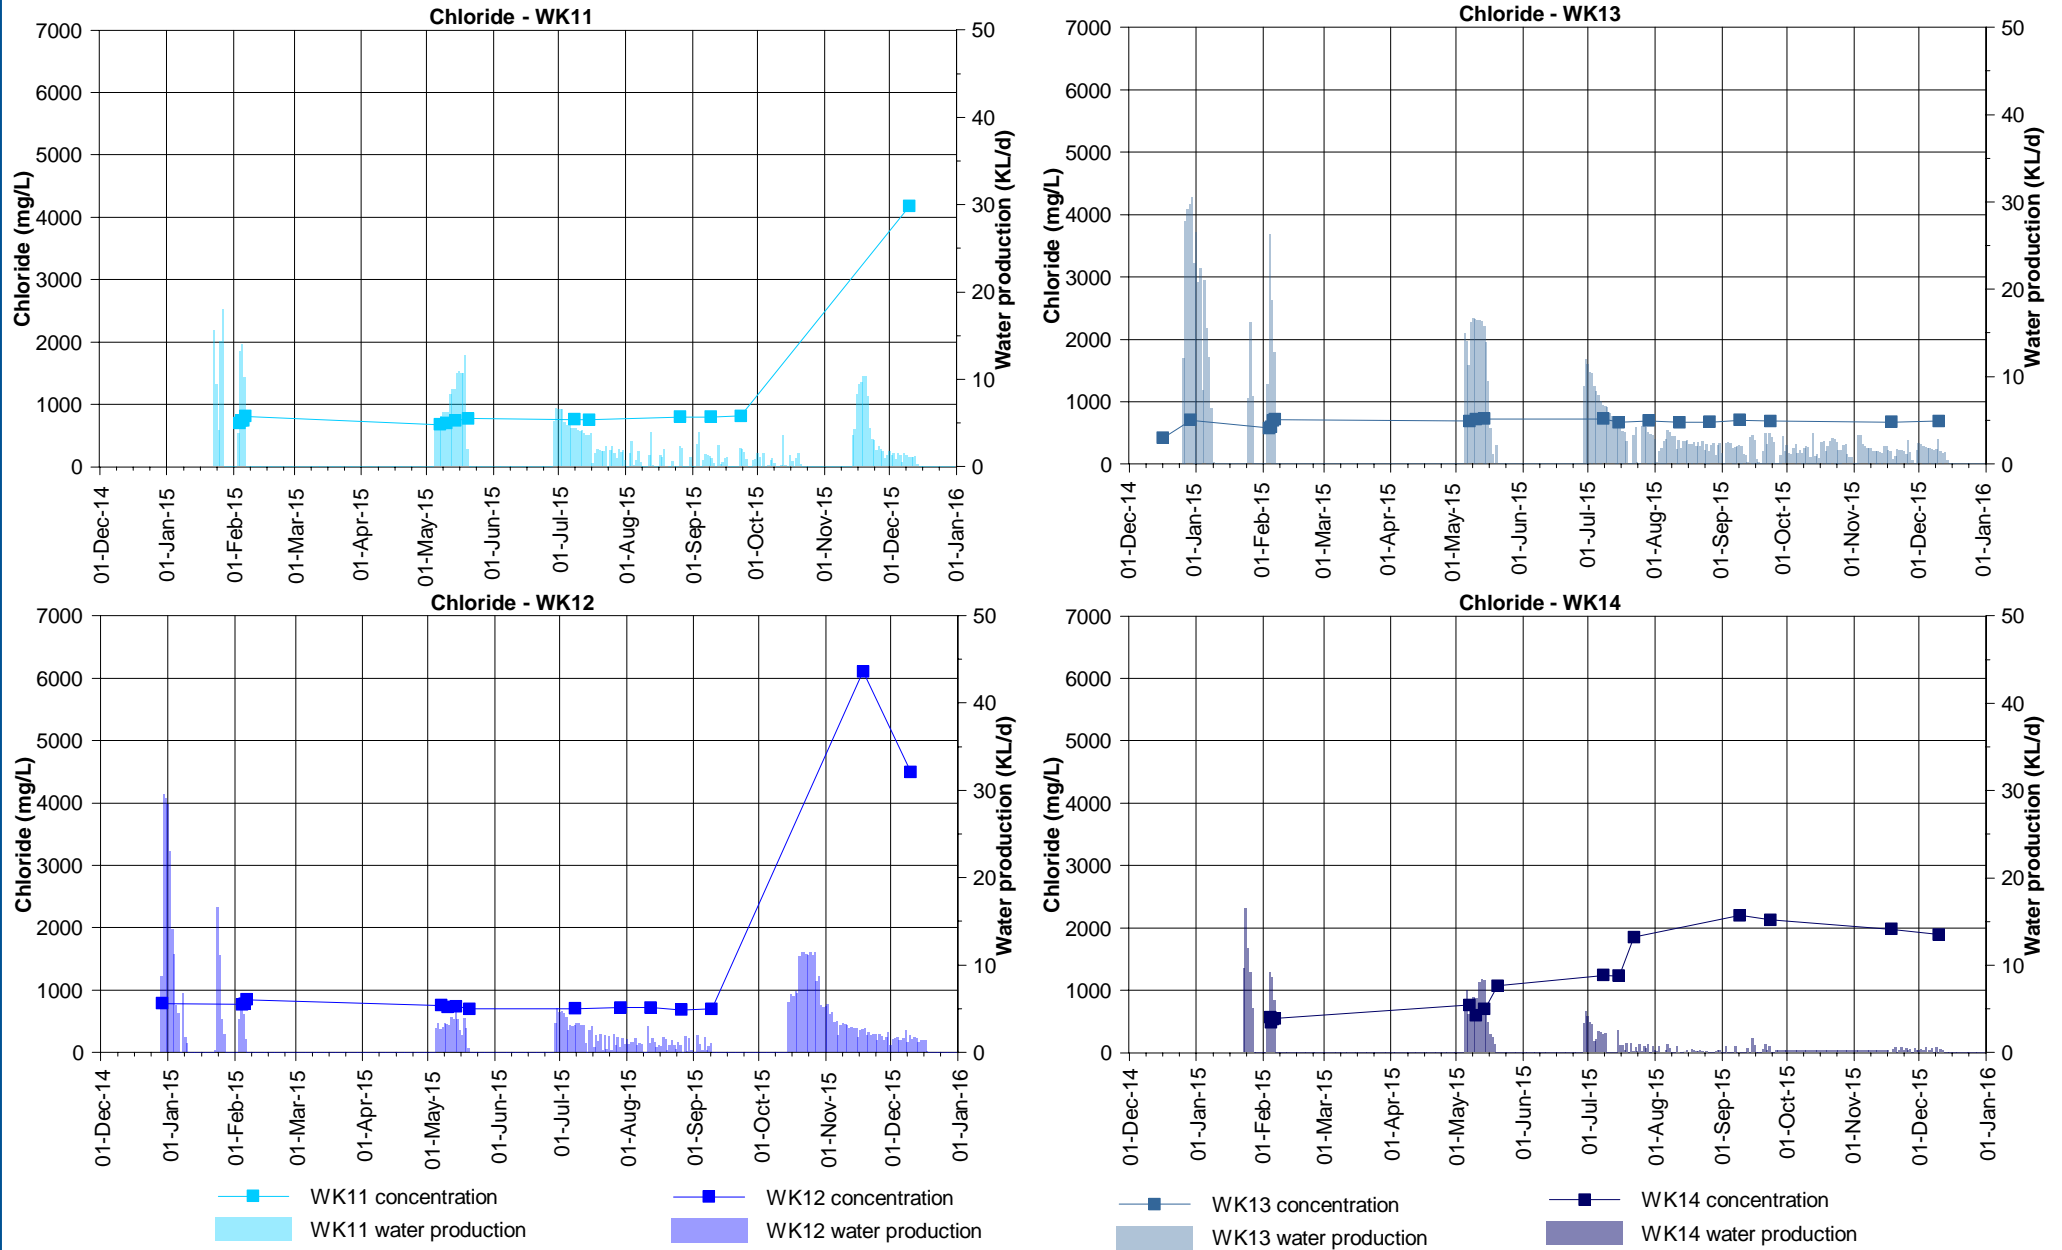 Chloride - WK11
7000
6000
5000
4000
3000
2000
1000
0
Chloride (mg/L)
50
40
30
20
10
0
Water production (KL/d)
01-Dec-14
01-Jan-15
01-Feb-15
01-Mar-15
01-Apr-15
01-May-15
01-Jun-15
01-Jul-15
01-Aug-15
01-Sep-15
01-Oct-15
01-Nov-15
01-Dec-15
01-Jan-16
Chloride - WK13
7000
6000
5000
4000
3000
2000
1000
0
Chloride (mg/L)
50
40
30
20
10
0
Water production (KL/d)
01-Dec-14
01-Jan-15
01-Feb-15
01-Mar-15
01-Apr-15
01-May-15
01-Jun-15
01-Jul-15
01-Aug-15
01-Sep-15
01-Oct-15
01-Nov-15
01-Dec-15
01-Jan-16
Chloride - WK12
7000
6000
5000
4000
3000
2000
1000
0
Chloride (mg/L)
50
40
30
20
10
0
Water production (KL/d)
01-Dec-14
01-Jan-15
01-Feb-15
01-Mar-15
01-Apr-15
01-May-15
01-Jun-15
01-Jul-15
01-Aug-15
01-Sep-15
01-Oct-15
01-Nov-15
01-Dec-15
01-Jan-16
Chloride - WK14
7000
6000
5000
4000
3000
2000
1000
0
Chloride (mg/L)
50
40
30
20
10
0
Water production (KL/d)
01-Dec-14
01-Jan-15
01-Feb-15
01-Mar-15
01-Apr-15
01-May-15
01-Jun-15
01-Jul-15
01-Aug-15
01-Sep-15
01-Oct-15
01-Nov-15
01-Dec-15
01-Jan-16
WK11 concentration
WK11 water production
WK12 concentration
WK12 water production
WK13 concentration
WK13 water production
WK14 concentration
WK14 water production